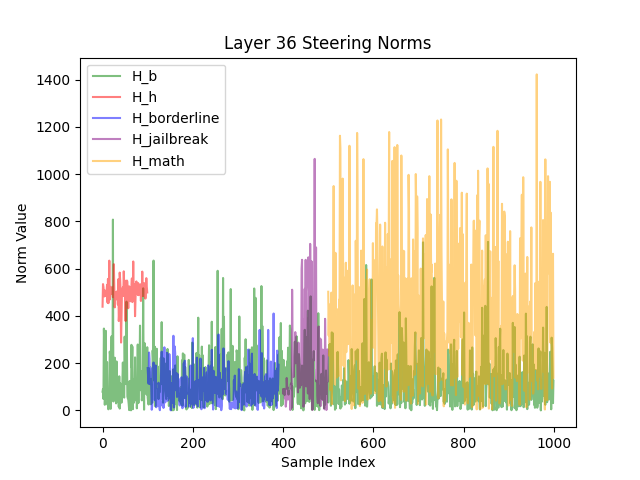 Layer 36 Steering Norms
H_b
H_h
H_borderline
H_jailbreak
H_math
Norm Value
1400
1200
1000
800
600
400
200
0
0 200 400 600 800 1000
Sample Index